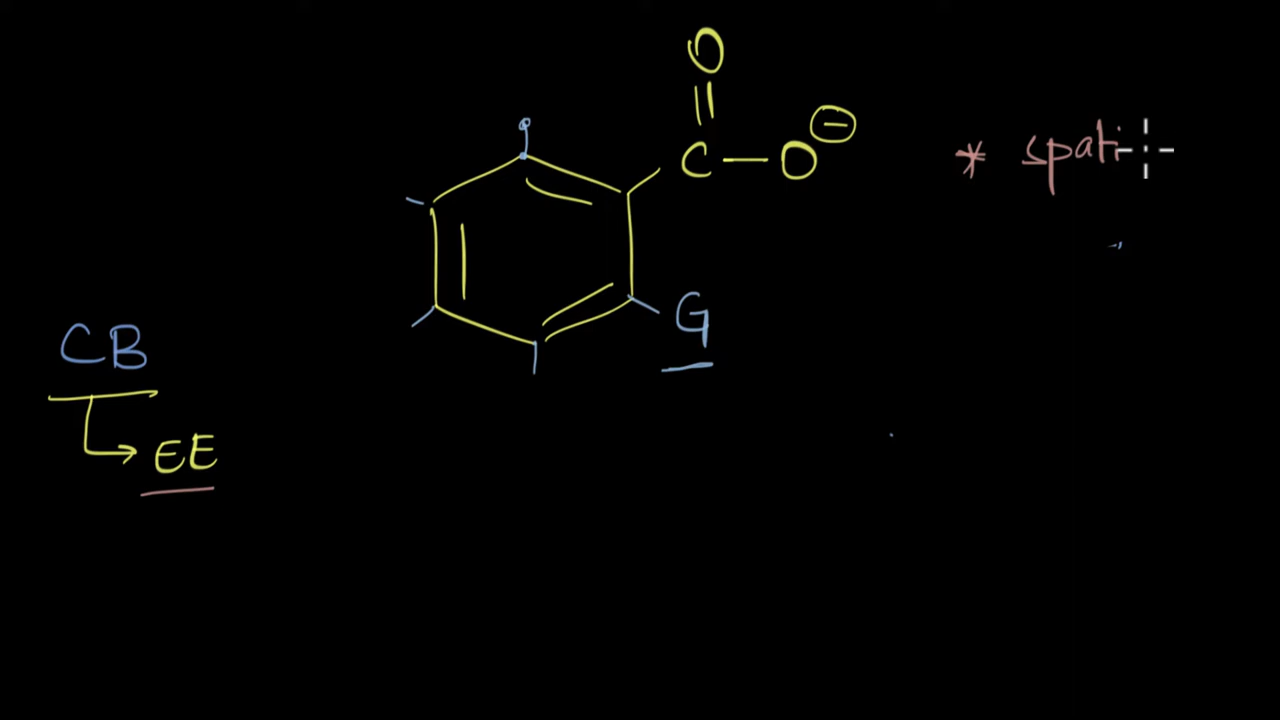 O
C — O ⊖
* spati
G
CB
EE